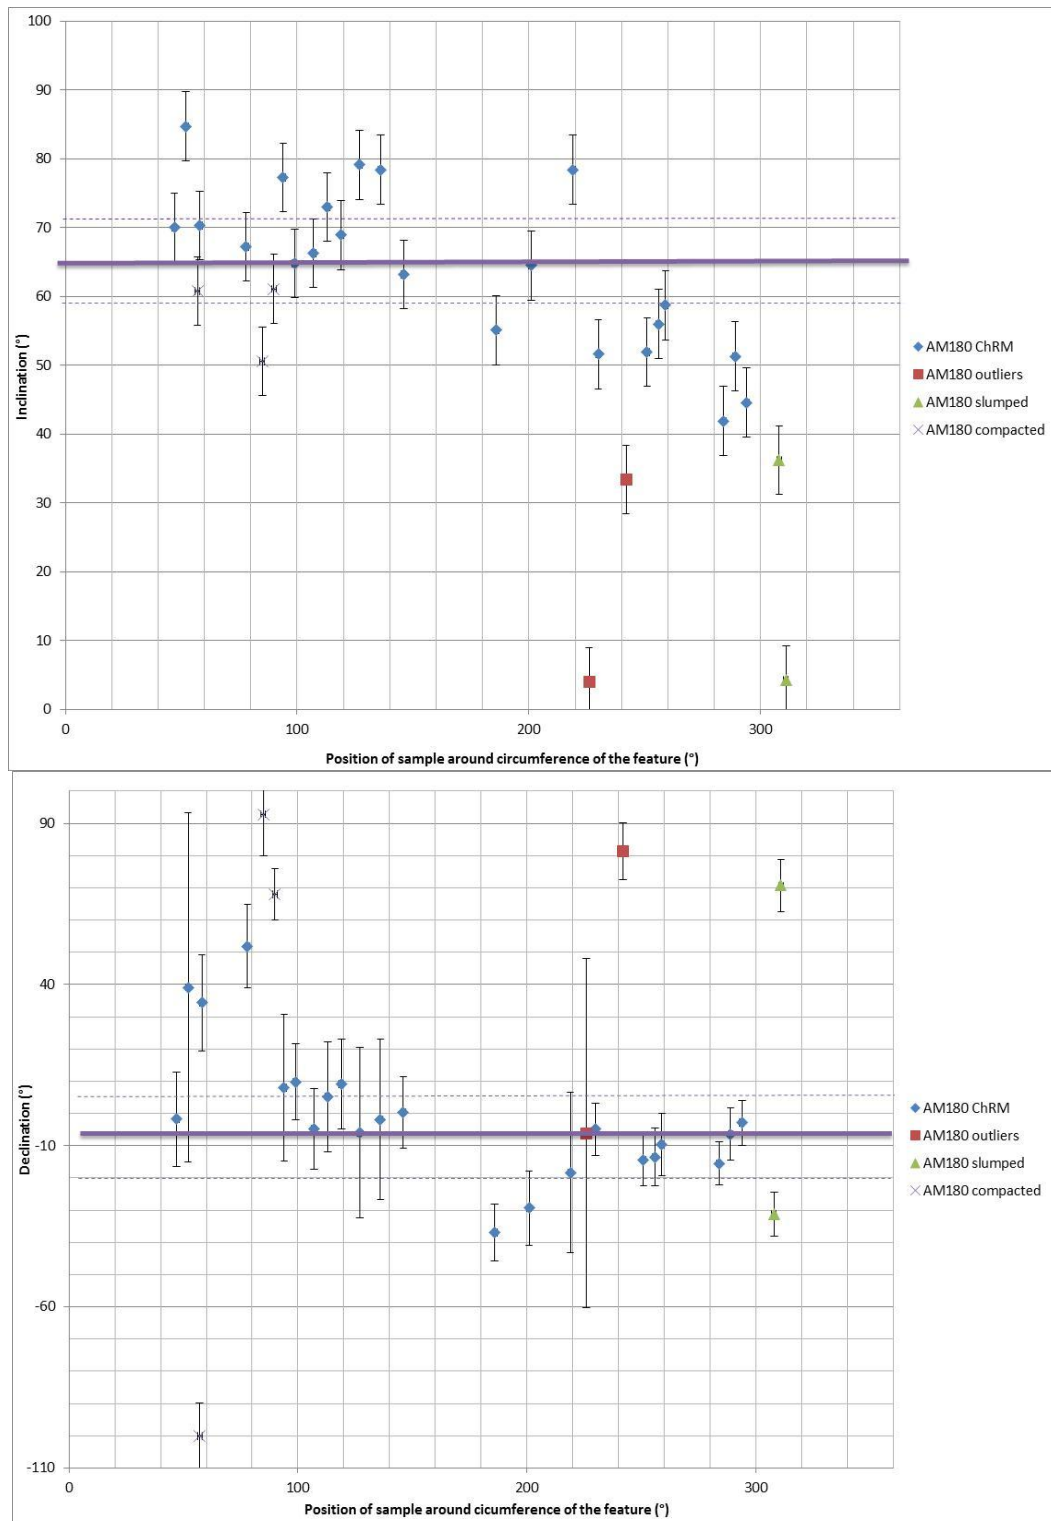 100
90
80
70
60
50
40
30
20
10
0
0 100 200 300
Inclination (°)
Position of sample around circumference of the feature (°)
AM180 ChRM
AM180 outliers
AM180 slumped
AM180 compacted
90
40
-10
-60
-110
0 100 200 300
Declination (°)
Position of sample around cicumference of the feature (°)
AM180 ChRM
AM180 outliers
AM180 slumped
AM180 compacted